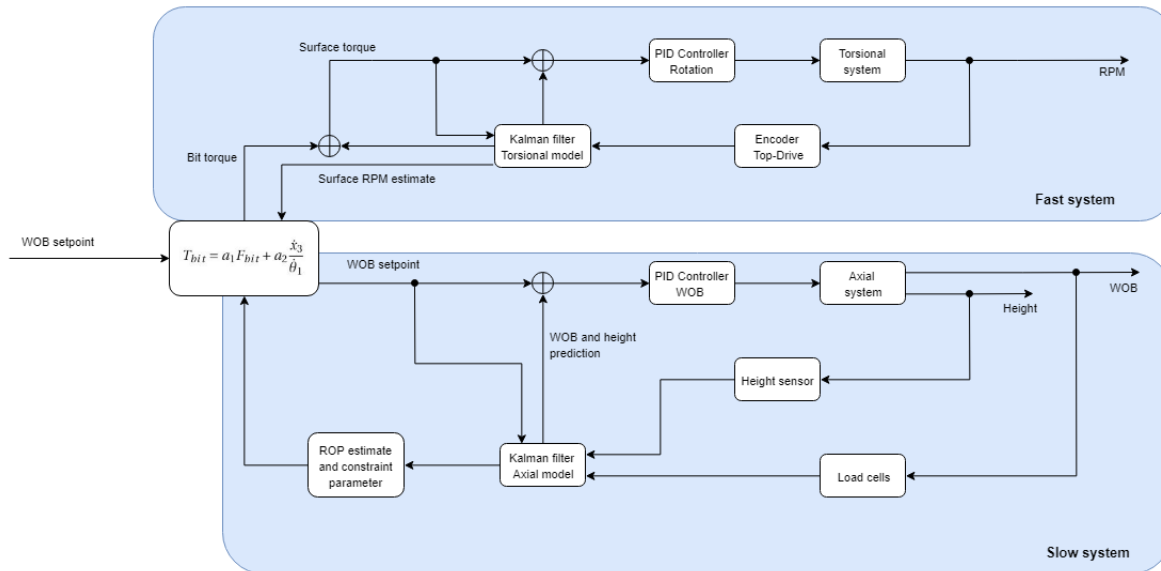 Surface torque
PID Controller
Rotation
Torsional
system
RPM
Kalman filter
Torsional model
Encoder
Top-Drive
Bit torque
Surface RPM estimate
Fast system
WOB setpoint
T_{bit} = a_1 F_{bit} + a_2 \frac{\dot{x}_3}{\dot{\theta}_1}
WOB setpoint
PID Controller
WOB
Axial
system
WOB
Height
WOB and height
prediction
Height sensor
ROP estimate
and constraint
parameter
Kalman filter
Axial model
Load cells
Slow system